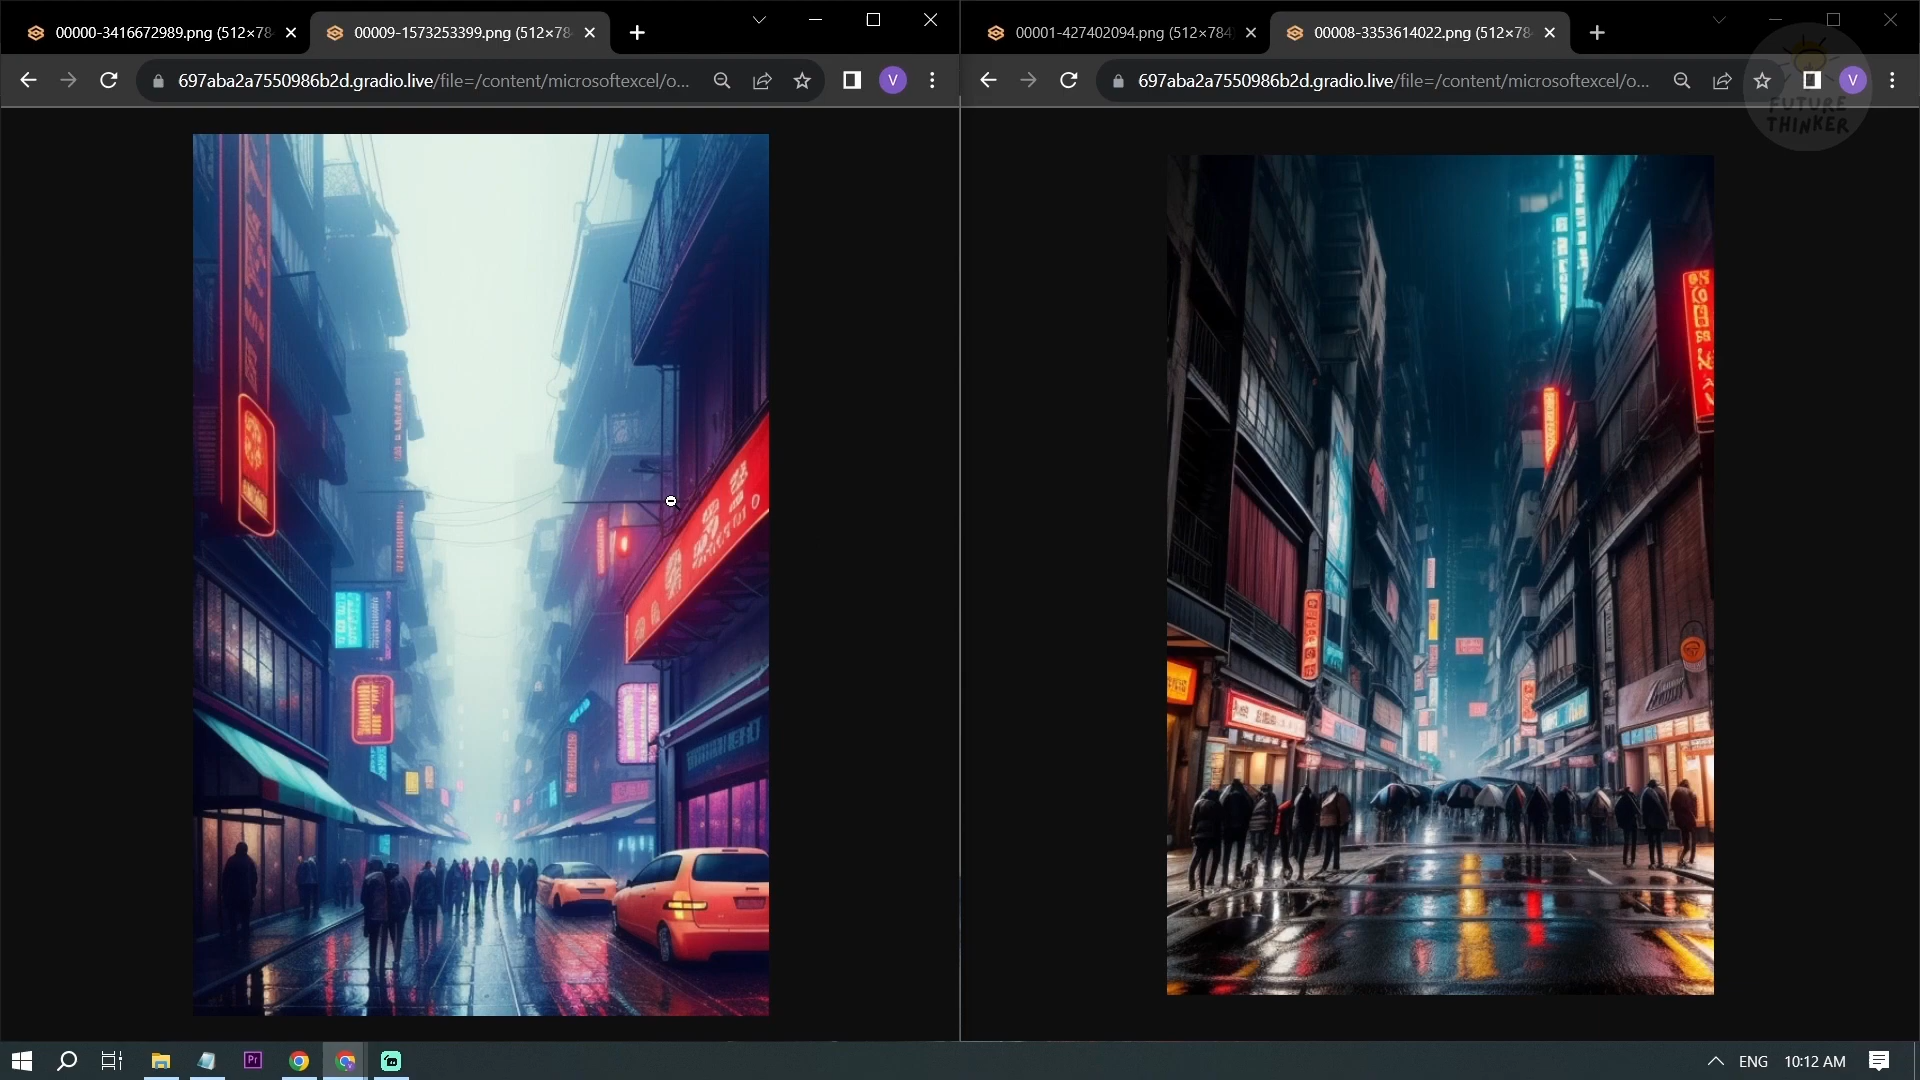 00000-3416672989.png (512×78
00009-1573253399.png (512×78
697aba2a7550986b2d.gradio.live/file=/content/microsoftexcel/o...
V
00001-427402094.png (512×784
00008-3353614022.png (512×78
697aba2a7550986b2d.gradio.live/file=/content/microsoftexcel/o...
V
FUTURE
THINKER
Pr
ENG
10:12 AM